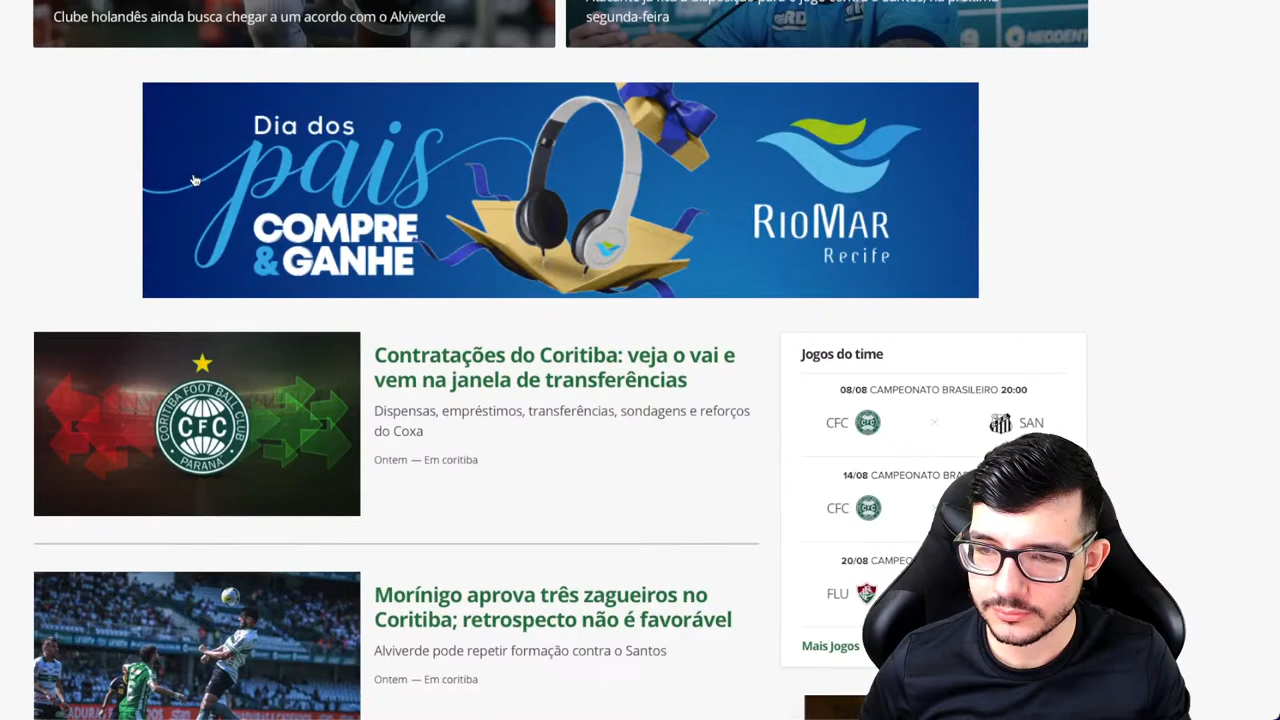 Clube holandês ainda busca chegar a um acordo com o Alviverde
segunda-feira
NEODENT
Dia dos
pais
COMPRE
& GANHE
RIOMAR
Recife
Contratações do Coritiba: veja o vai e
vem na janela de transferências
Dispensas, empréstimos, transferências, sondagens e reforços
do Coxa
Ontem — Em coritiba
CORITIBA FOOT BALL CLUB
CFC
PARANÁ
Jogos do time
08/08 CAMPEONATO BRASILEIRO 20:00
CFC
SAN
14/08 CAMPEONATO
CFC
20/08
FLU
Mais Jogos
Morínigo aprova três zagueiros no
Coritiba; retrospecto não é favorável
Alviverde pode repetir formação contra o Santos
Ontem — Em coritiba